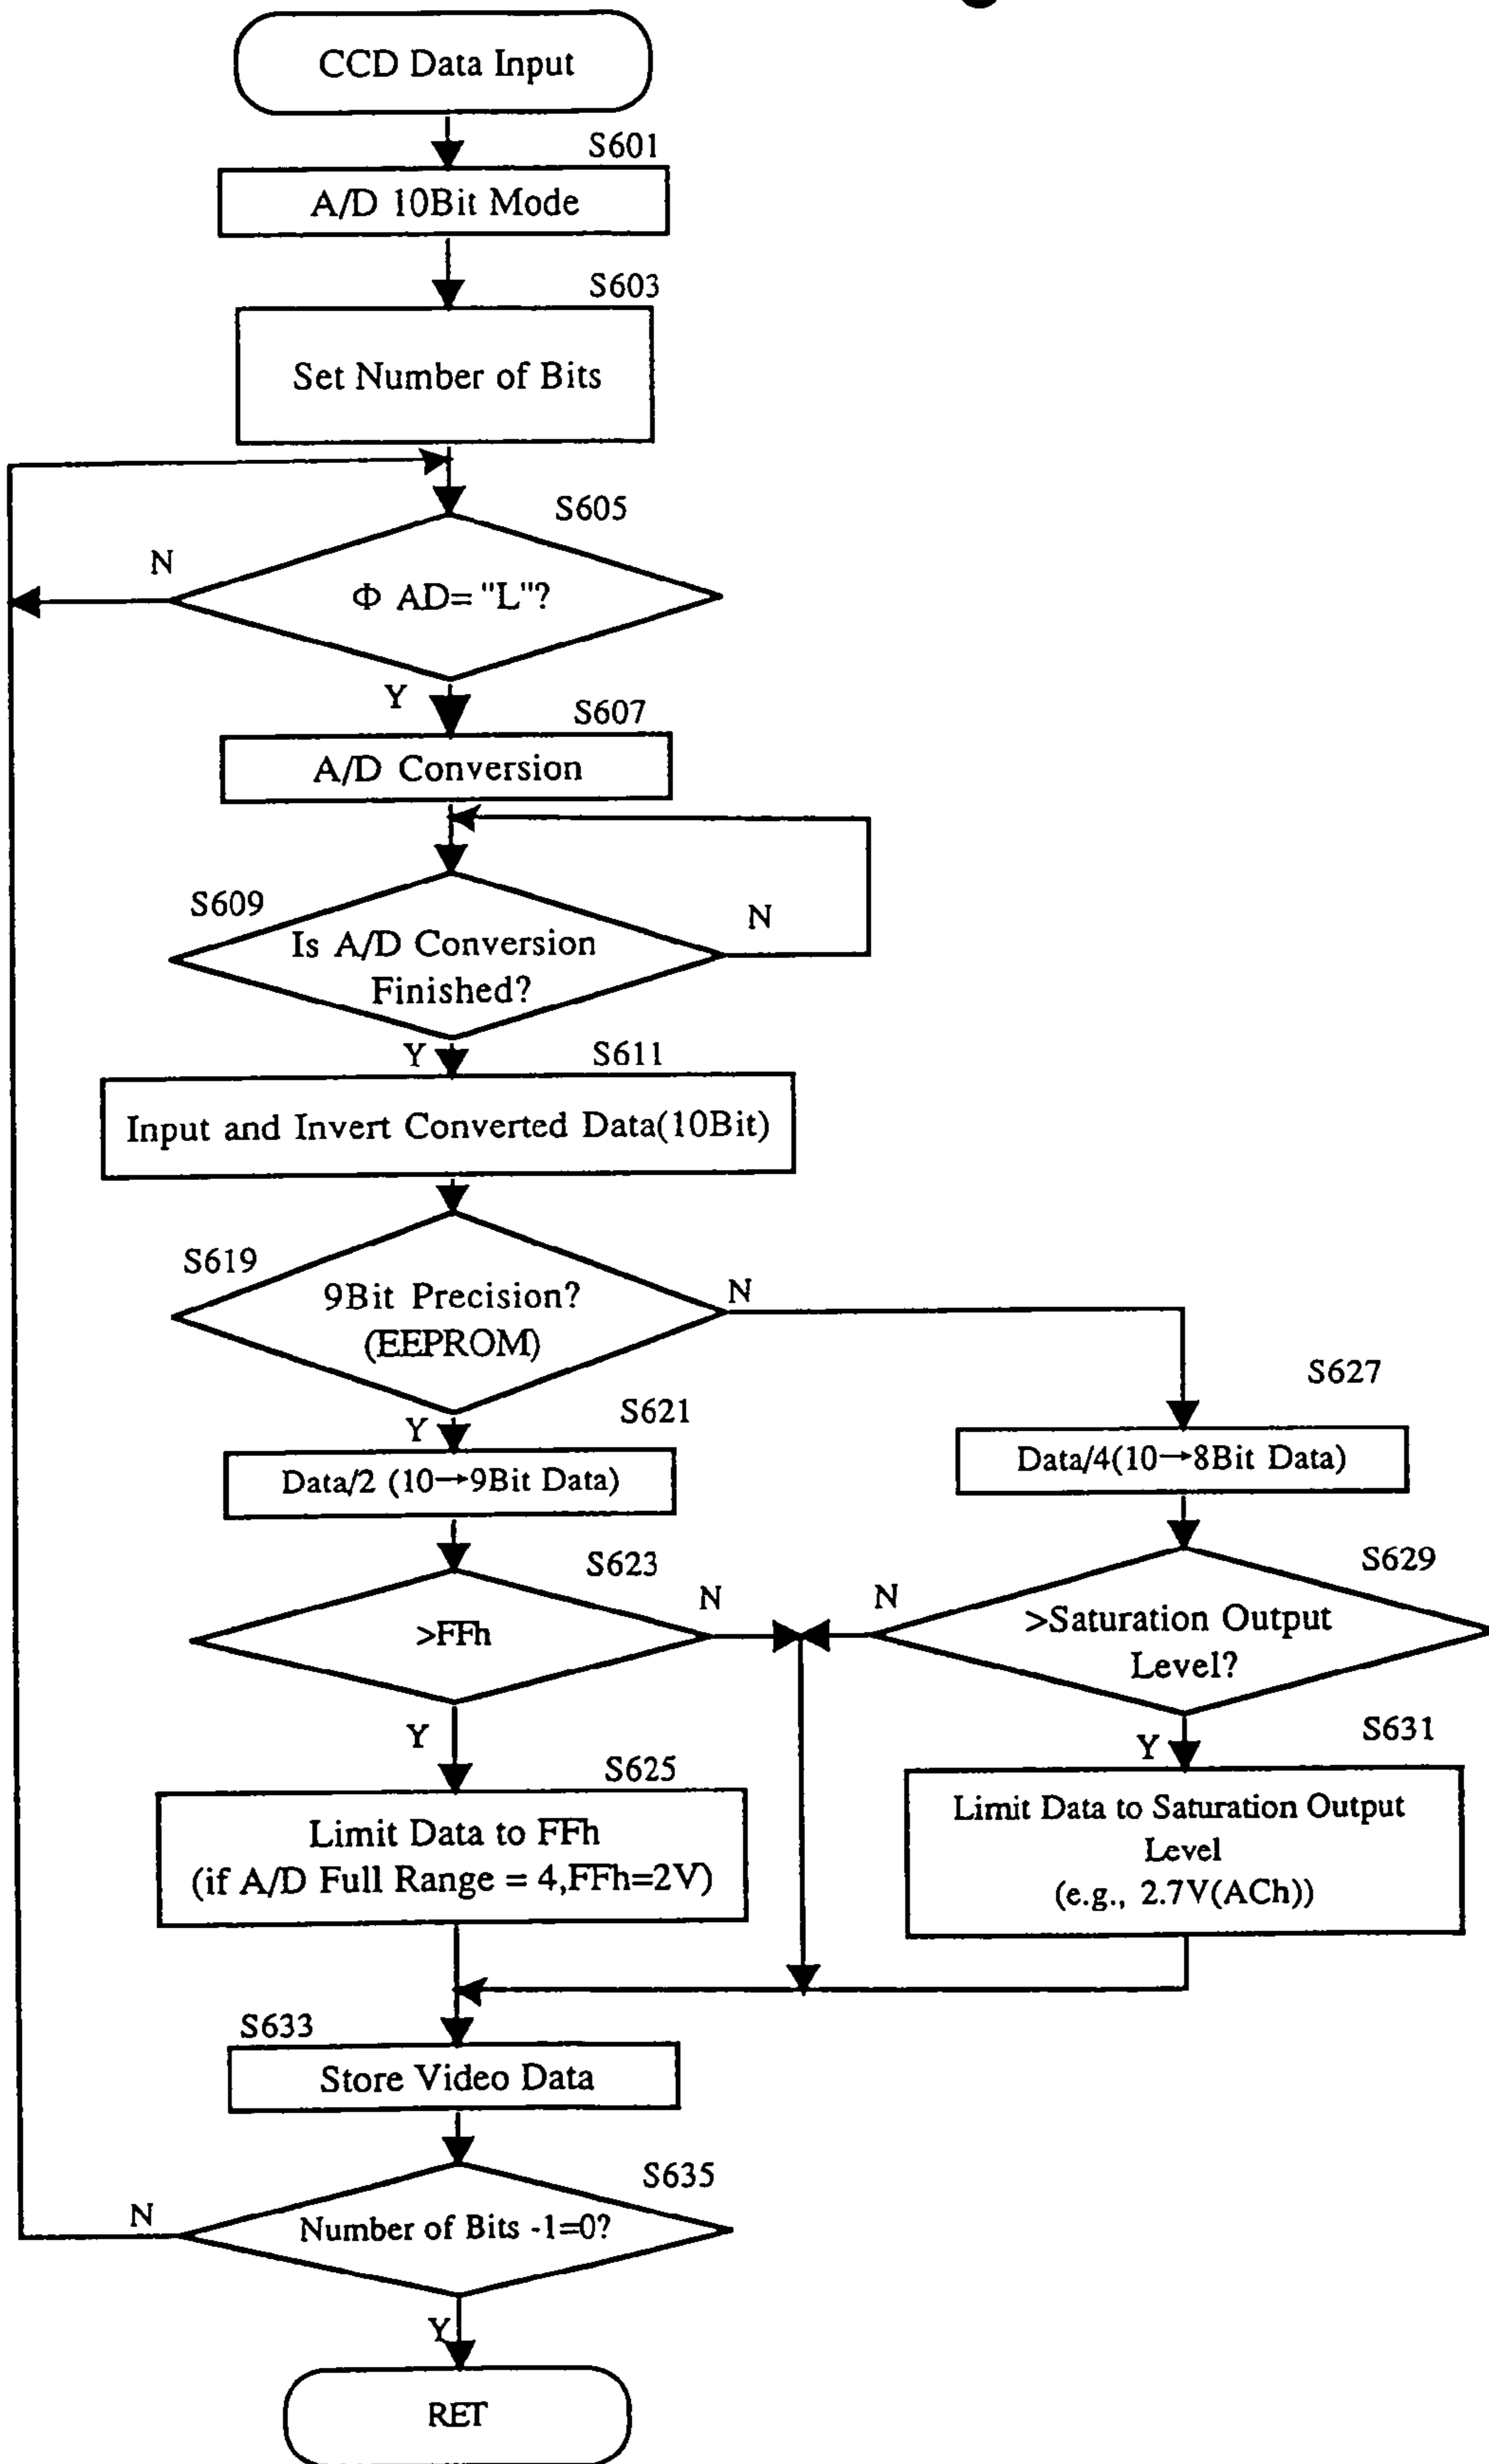 CCD Data Input
S601
A/D 10Bit Mode
S603
Set Number of Bits
S605
N
Φ AD= "L"?
Y
S607
A/D Conversion
S609
N
Is A/D Conversion
Finished?
Y
S611
Input and Invert Converted Data(10Bit)
S619
9Bit Precision?
(EEPROM)
N
S627
Y
S621
Data/2 (10→9Bit Data)
Data/4(10→8Bit Data)
S623
S629
>FFh
N
N
>Saturation Output
Level?
Y
S625
Y
S631
Limit Data to FFh
(if A/D Full Range = 4,FFh=2V)
Limit Data to Saturation Output
Level
(e.g., 2.7V(ACh))
S633
Store Video Data
S635
N
Number of Bits -1=0?
Y
RET